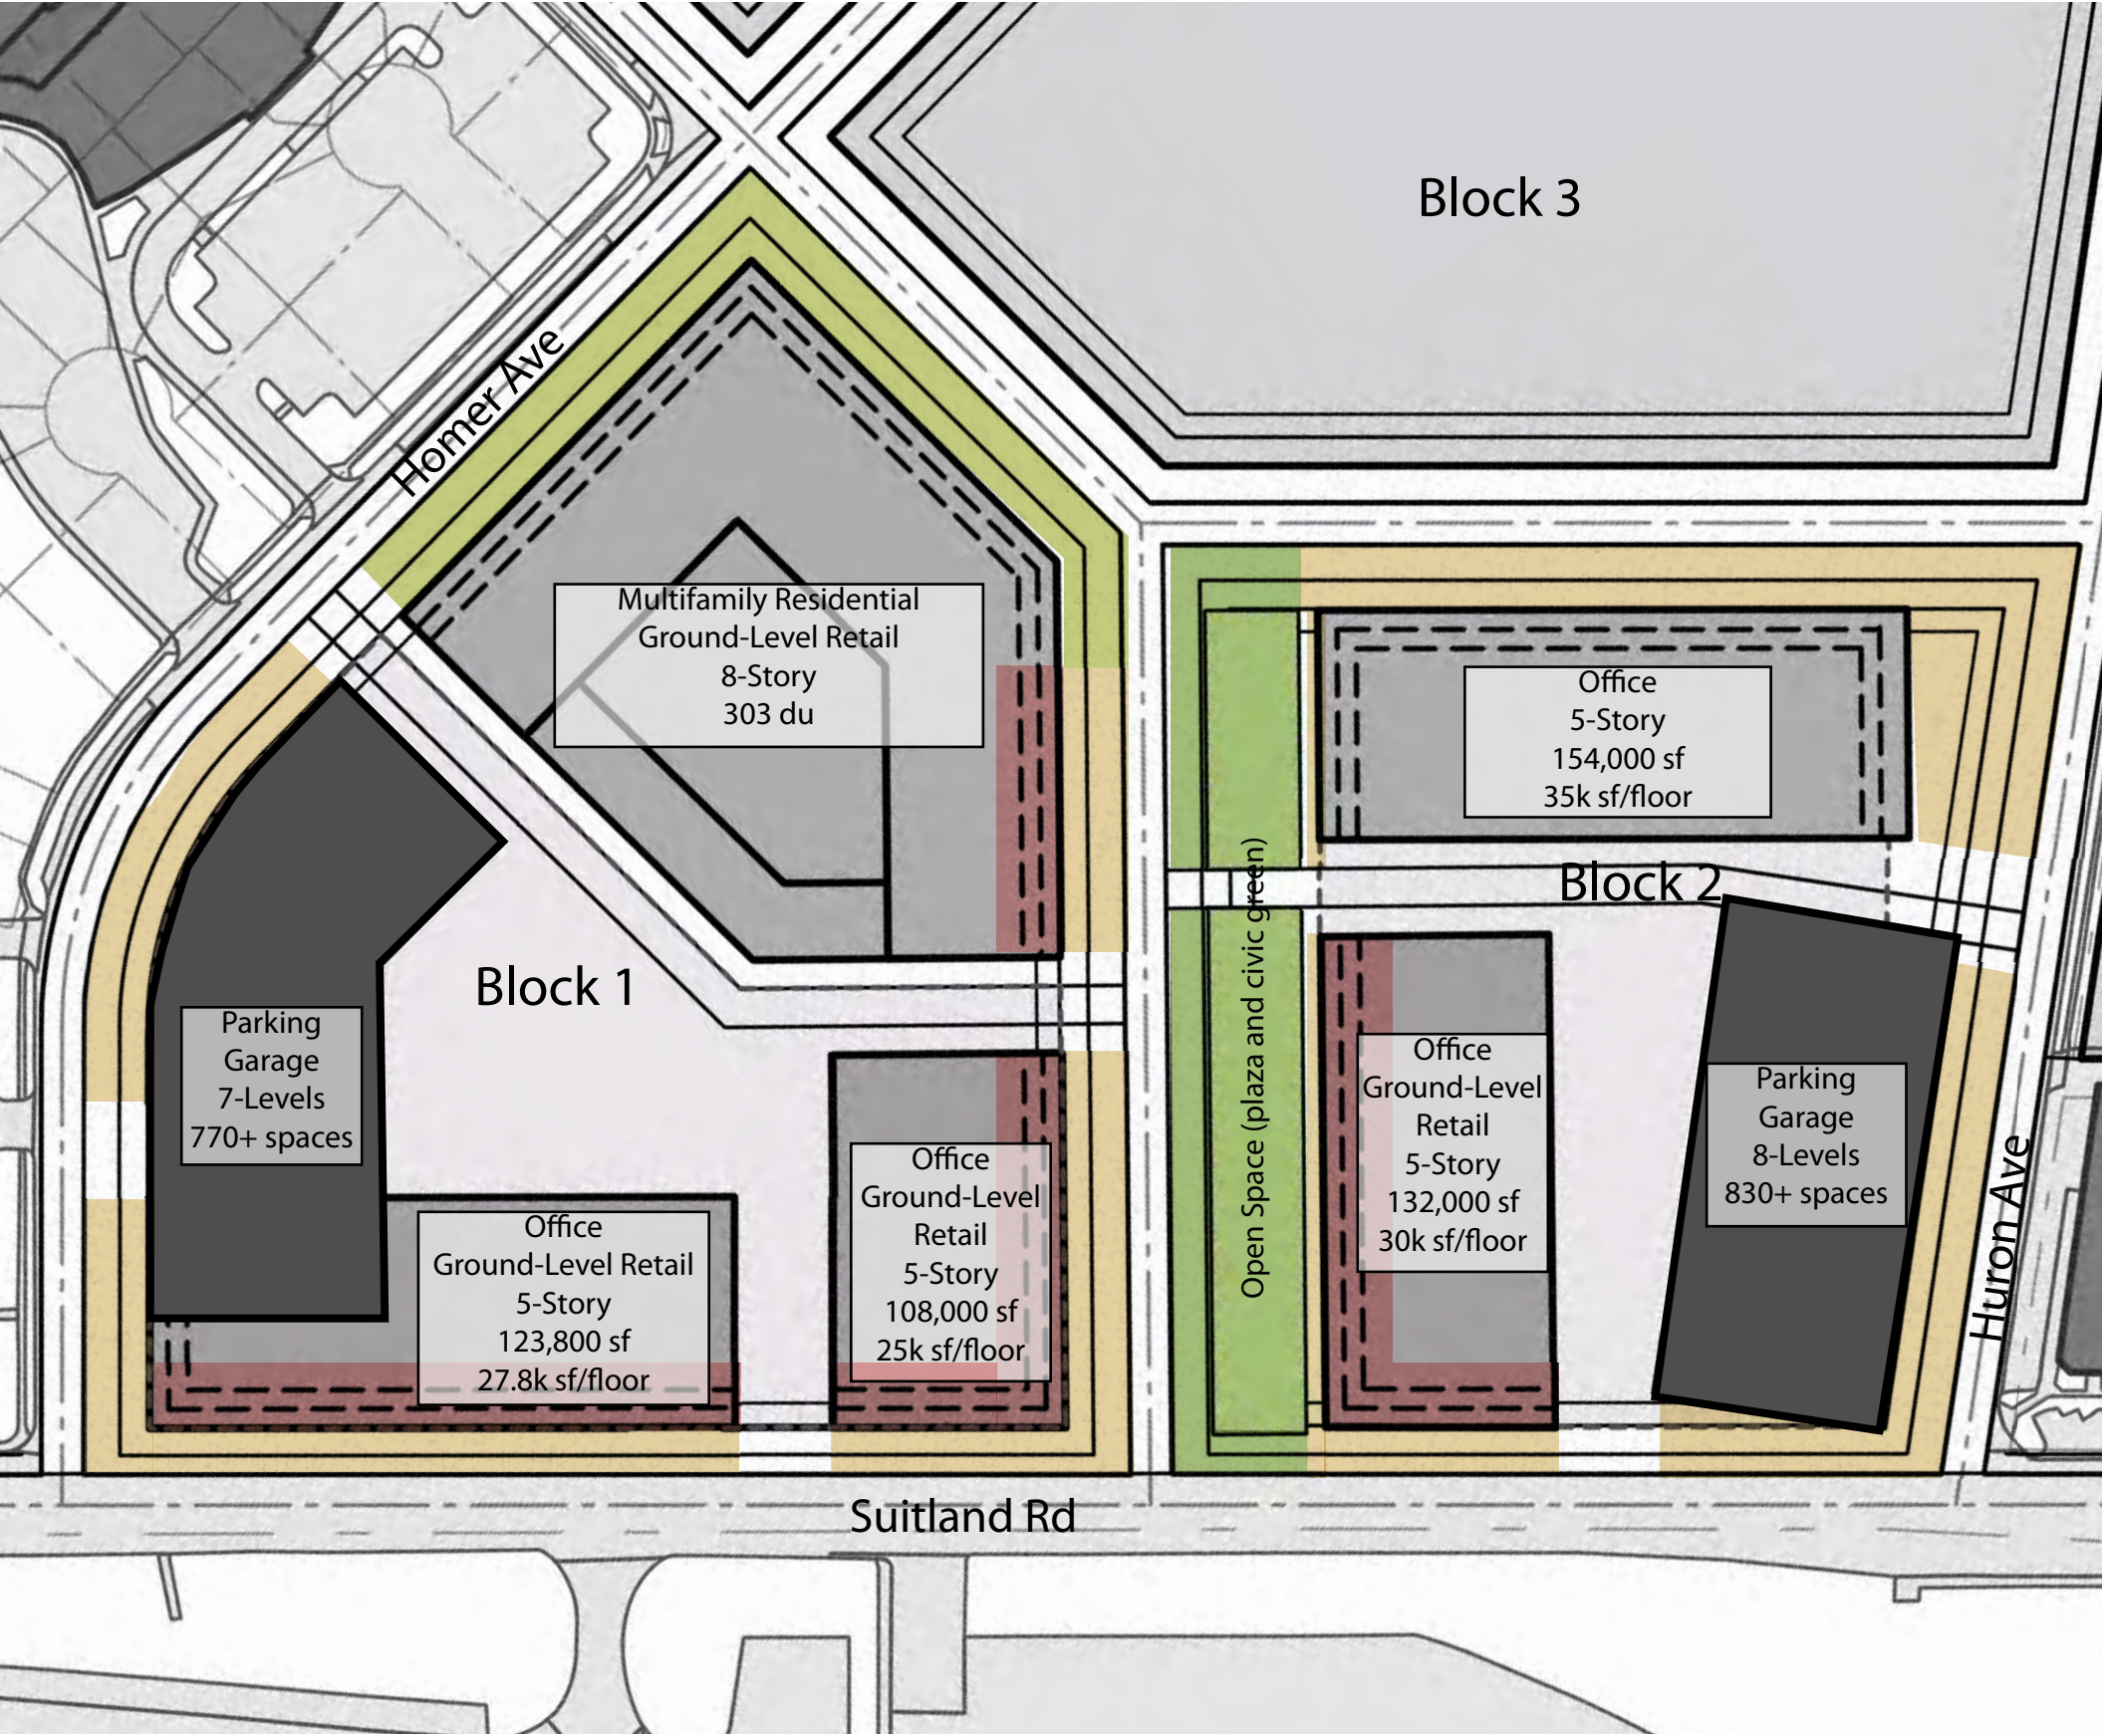 Block 3
Homer Ave
Multifamily Residential
Ground-Level Retail
8-Story
303 du
Office
5-Story
154,000 sf
35k sf/floor
Block 2
Block 1
Parking
Garage
7-Levels
770+ spaces
Office
Ground-Level Retail
5-Story
123,800 sf
27.8k sf/floor
Office
Ground-Level
Retail
5-Story
108,000 sf
25k sf/floor
Open Space (plaza and civic green)
Office
Ground-Level
Retail
5-Story
132,000 sf
30k sf/floor
Parking
Garage
8-Levels
830+ spaces
Huron Ave
Suitland Rd